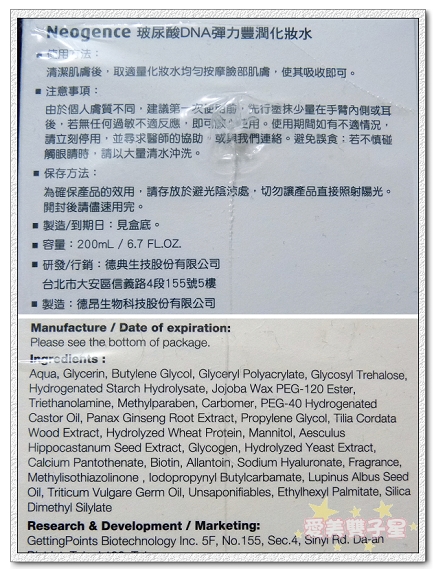 Neogence 玻尿酸DNA彈力豐潤化妝水
■ 使用方法：
清潔肌膚後，取適量化妝水均勻按摩臉部肌膚，使其吸收即可。
■ 注意事項：
由於個人膚質不同，建議第一次使用前，先行塗抹少量在手臂內側或耳
後，若無任何過敏不適反應，即可放心使用。使用期間如有不適情況，
請立刻停用，並尋求醫師的協助。或與我們連絡。避免誤食；若不慎碰
觸眼睛時，請以大量清水沖洗。
■ 保存方法：
為確保產品的效用，請存放於避光陰涼處，切勿讓產品直接照射陽光。
開封後請儘速用完。
■ 製造/到期日：見盒底。
■ 容量：200mL / 6.7 FL.OZ.
■ 研發/行銷：德典生技股份有限公司
台北市大安區信義路4段155號5樓
■ 製造：德昂生物科技股份有限公司
Manufacture / Date of expiration:
Please see the bottom of package.
Ingredients :
Aqua, Glycerin, Butylene Glycol, Glyceryl Polyacrylate, Glycosyl Trehalose,
Hydrogenated Starch Hydrolysate, Jojoba Wax PEG-120 Ester,
Triethanolamine, Methylparaben, Carbomer, PEG-40 Hydrogenated
Castor Oil, Panax Ginseng Root Extract, Propylene Glycol, Tilia Cordata
Wood Extract, Hydrolyzed Wheat Protein, Mannitol, Aesculus
Hippocastanum Seed Extract, Glycogen, Hydrolyzed Yeast Extract,
Calcium Pantothenate, Biotin, Allantoin, Sodium Hyaluronate, Fragrance,
Methylisothiazolinone , Iodopropynyl Butylcarbamate, Lupinus Albus Seed
Oil, Triticum Vulgare Germ Oil, Unsaponifiables, Ethylhexyl Palmitate, Silica
Dimethyl Silylate
愛美雙子星
Research & Development / Marketing:
GettingPoints Biotechnology Inc. 5F, No.155, Sec.4, Sinyi Rd. Da-an